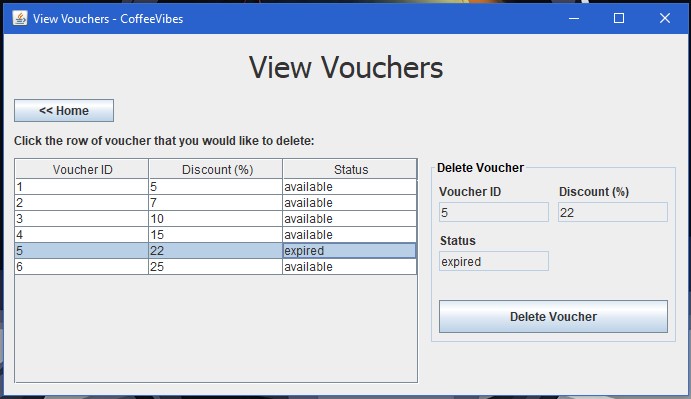 View Vouchers - CoffeeVibes
View Vouchers
<< Home
Click the row of voucher that you would like to delete:
Voucher ID Discount (%) Status
1 5 available
2 7 available
3 10 available
4 15 available
5 22 expired
6 25 available
Delete Voucher
Voucher ID Discount (%)
5 22
Status
expired
Delete Voucher